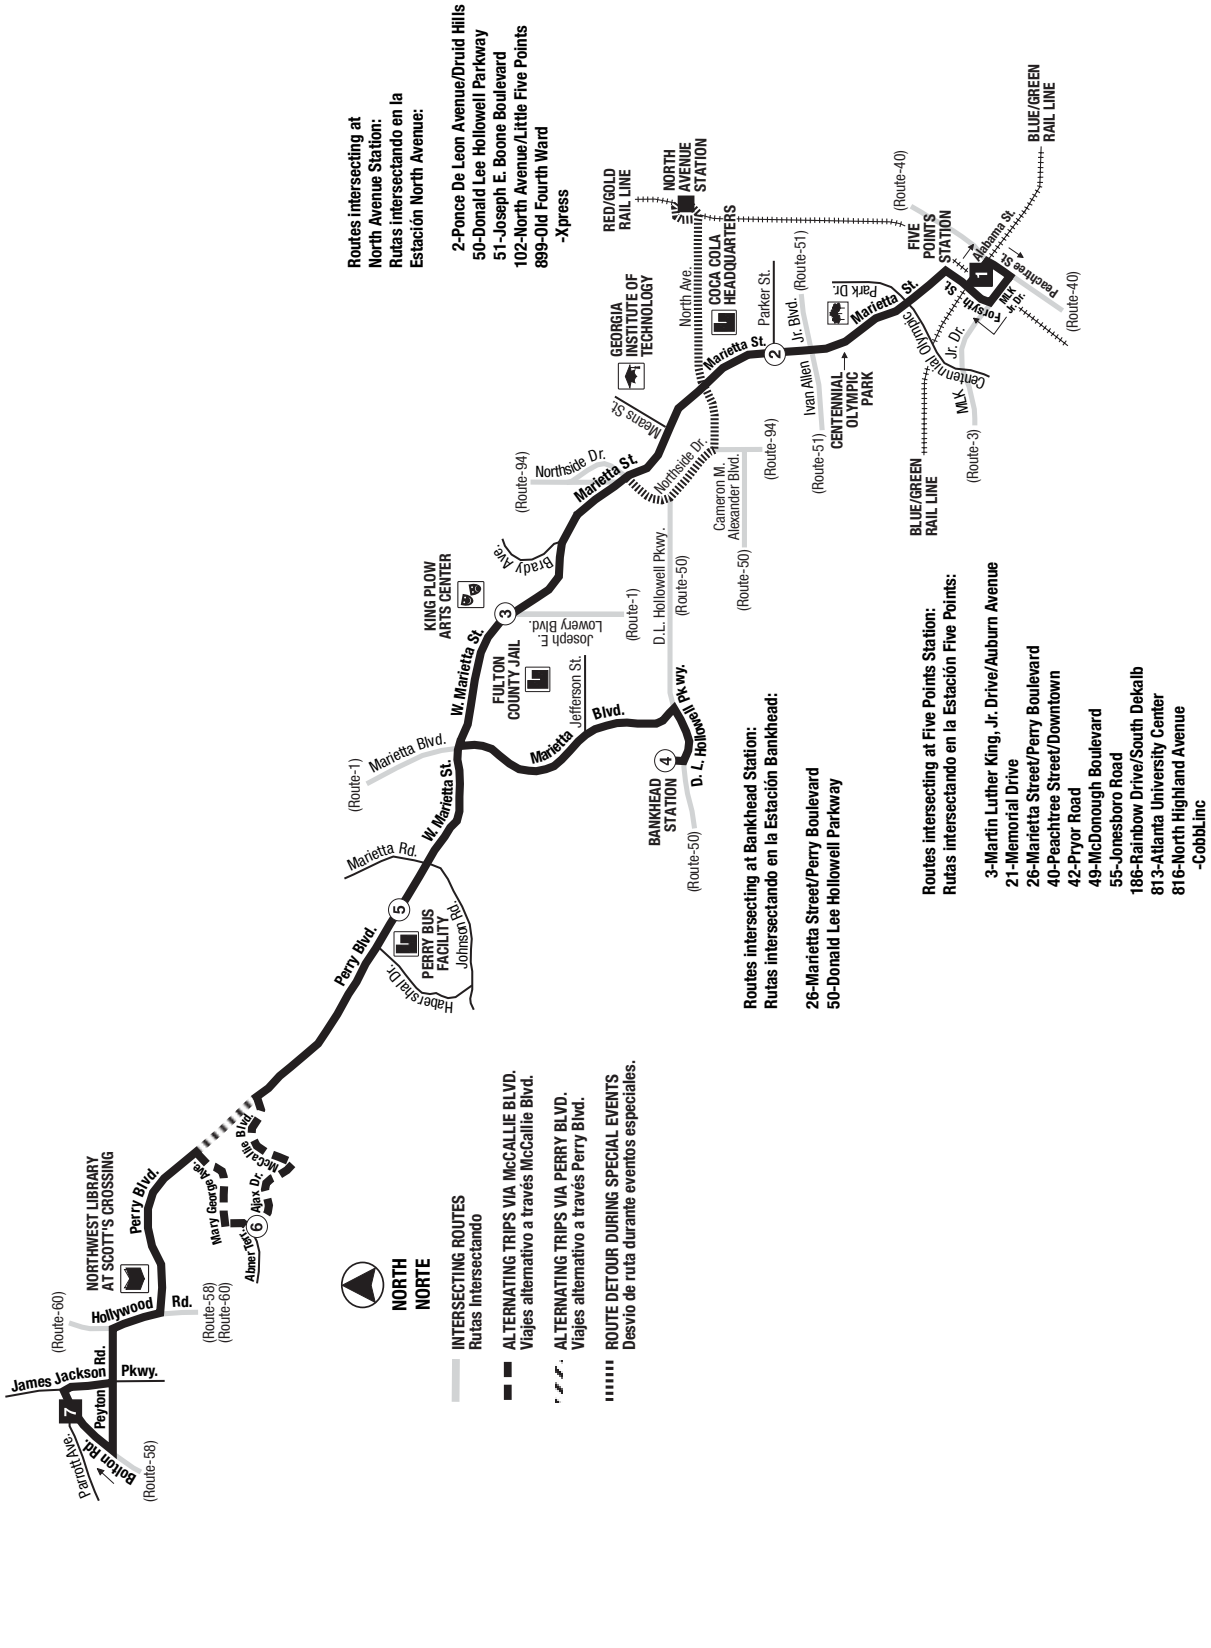 Routes intersecting at
North Avenue Station:
Rutas intersectando en la
Estación North Avenue:
2-Ponce De Leon Avenue/Druid Hills
50-Donald Lee Hollowell Parkway
51-Joseph E. Boone Boulevard
102-North Avenue/Little Five Points
899-Old Fourth Ward
-Xpress
NORTHWEST LIBRARY
AT SCOTT'S CROSSING
(Route-60)
James Jackson
Pkwy.
7
Parrott Ave.
Bolton Rd.
(Route-58)
Peyton Rd.
Hollywood
Rd.
(Route-58)
(Route-60)
Perry Blvd.
Mary George Ave.
McCallie Blvd.
Ajax Dr.
6
Abner Terr.
Perry Blvd.
Habershal Dr.
PERRY BUS
FACILITY
Johnson Rd.
5
Marietta Rd.
W. Marietta St.
(Route-1)
Marietta Blvd.
W. Marietta St.
FULTON
COUNTY JAIL
Jefferson St.
Marietta
Blvd.
4
BANKHEAD
STATION
D. L. Hollowell Pkwy.
(Route-50)
KING PLOW
ARTS CENTER
3
Joseph E.
Lowery Blvd.
(Route-1)
Brady Ave.
D.L. Hollowell Pkwy.
(Route-50)
(Route-94)
Northside Dr.
Marietta St.
Northside Dr.
Cameron M.
Alexander Blvd.
(Route-50)
(Route-94)
Means St.
GEORGIA
INSTITUTE OF
TECHNOLOGY
North Ave.
RED/GOLD
RAIL LINE
NORTH
AVENUE
STATION
COCA COLA
HEADQUARTERS
Marietta St.
2
Parker St.
Ivan Allen
Jr. Blvd.
(Route-51)
(Route-51)
CENTENNIAL
OLYMPIC
PARK
Park Dr.
Marietta St.
Centennial Olympic
FIVE
POINTS
STATION
(Route-40)
1
Alabama St.
Peachtree St.
Forsyth
St.
MLK
Jr. Dr.
(Route-40)
MLK
Jr. Dr.
(Route-3)
BLUE/GREEN
RAIL LINE
BLUE/GREEN
RAIL LINE
NORTH
NORTE
INTERSECTING ROUTES
Rutas Intersectando
ALTERNATING TRIPS VIA McCALLIE BLVD.
Viajes alternativo a través McCallie Blvd.
ALTERNATING TRIPS VIA PERRY BLVD.
Viajes alternativo a través Perry Blvd.
ROUTE DETOUR DURING SPECIAL EVENTS
Desvio de ruta durante eventos especiales.
Routes intersecting at Bankhead Station:
Rutas intersectando en la Estación Bankhead:
26-Marietta Street/Perry Boulevard
50-Donald Lee Hollowell Parkway
Routes intersecting at Five Points Station:
Rutas intersectando en la Estación Five Points:
3-Martin Luther King, Jr. Drive/Auburn Avenue
21-Memorial Drive
26-Marietta Street/Perry Boulevard
40-Peachtree Street/Downtown
42-Pryor Road
49-McDonough Boulevard
55-Jonesboro Road
186-Rainbow Drive/South Dekalb
813-Atlanta University Center
816-North Highland Avenue
-CobbLinc